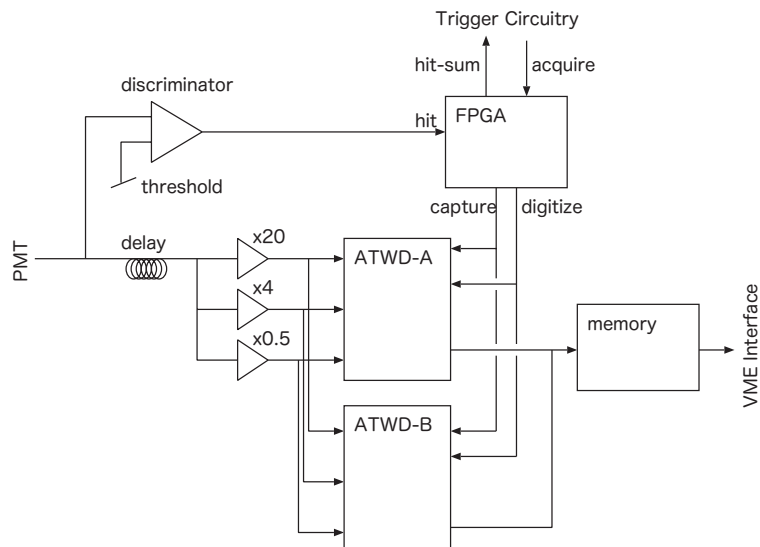 Trigger Circuitry
hit-sum
acquire
discriminator
hit
FPGA
threshold
capture
digitize
PMT
delay
x20
x4
x0.5
ATWD-A
memory
VME Interface
ATWD-B